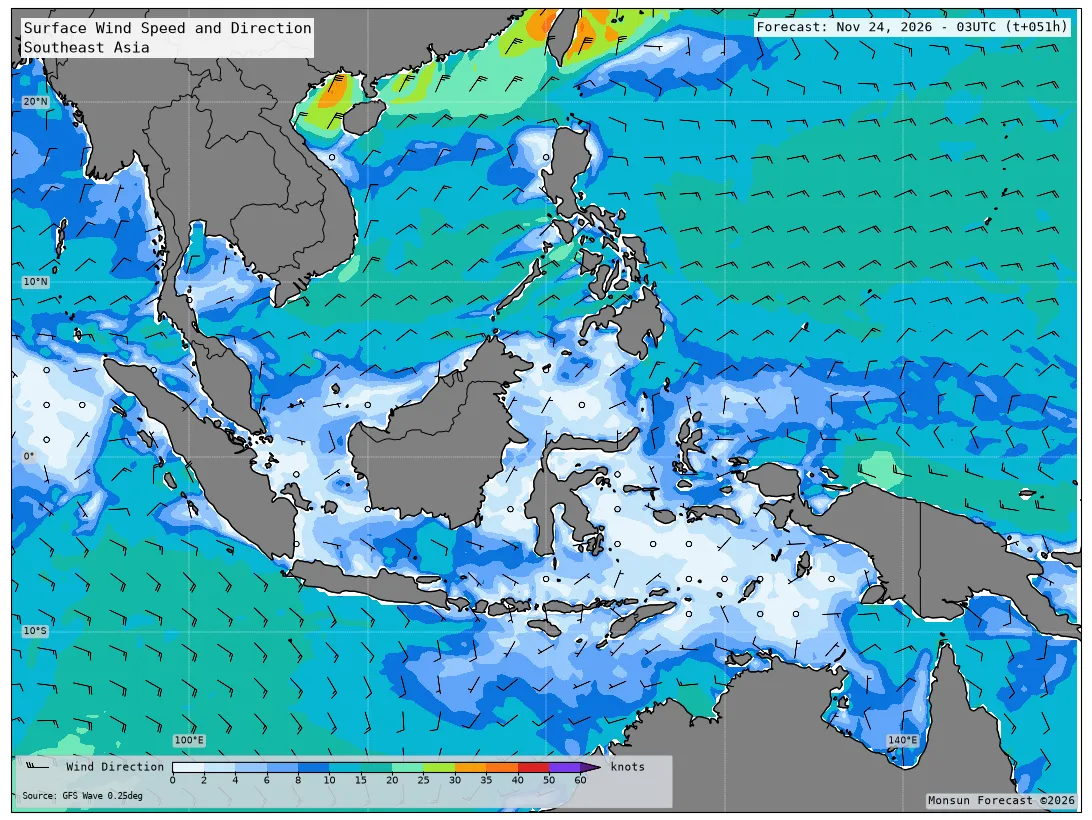 Surface Wind Speed and Direction
Southeast Asia
Forecast: Nov 24, 2026 - 03UTC (t+051h)
20°N
10°N
0°
10°S
100°E
140°E
Wind Direction
0 2 4 6 8 10 15 20 25 30 35 40 50 60
knots
Source: GFS Wave 0.25deg
Monsun Forecast ©2026